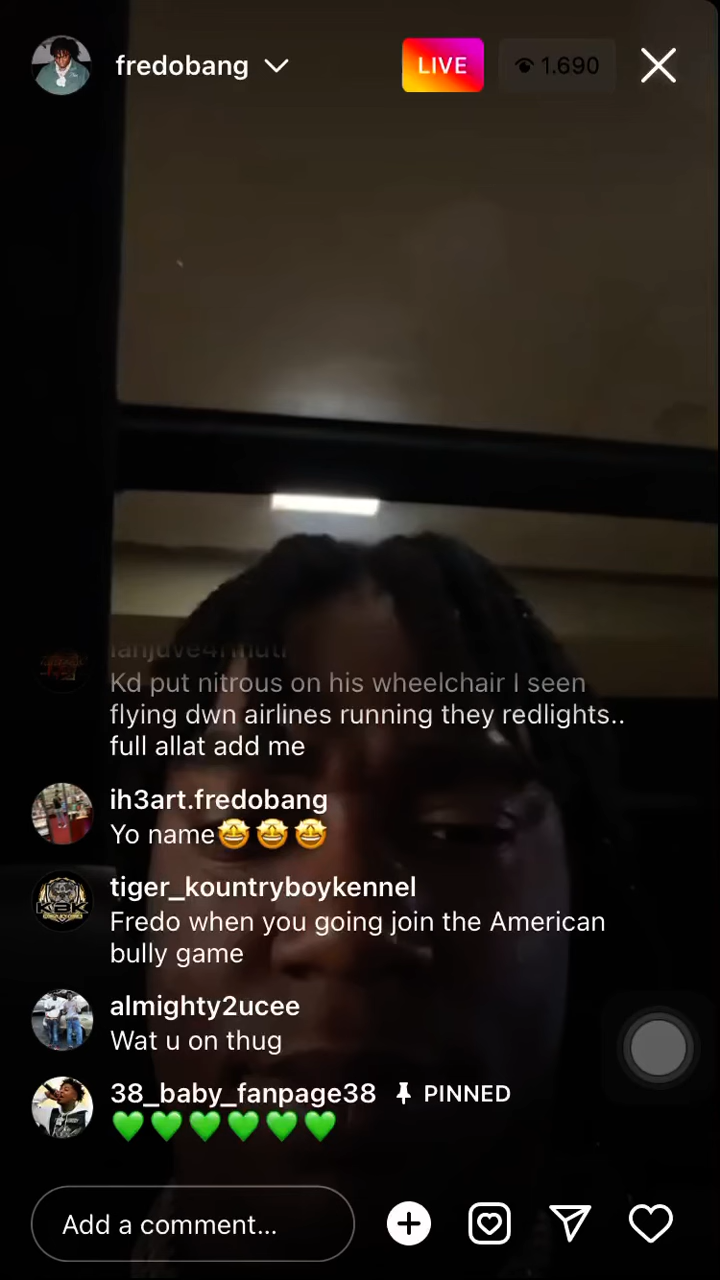 fredobang
LIVE
1.690
Kd put nitrous on his wheelchair I seen
flying dwn airlines running they redlights..
full allat add me
ih3art.fredobang
Yo name🤩🤩🤩
tiger_kountryboykennel
Fredo when you going join the American
bully game
almighty2ucee
Wat u on thug
38_baby_fanpage38 PINNED
💚💚💚💚💚💚
Add a comment...